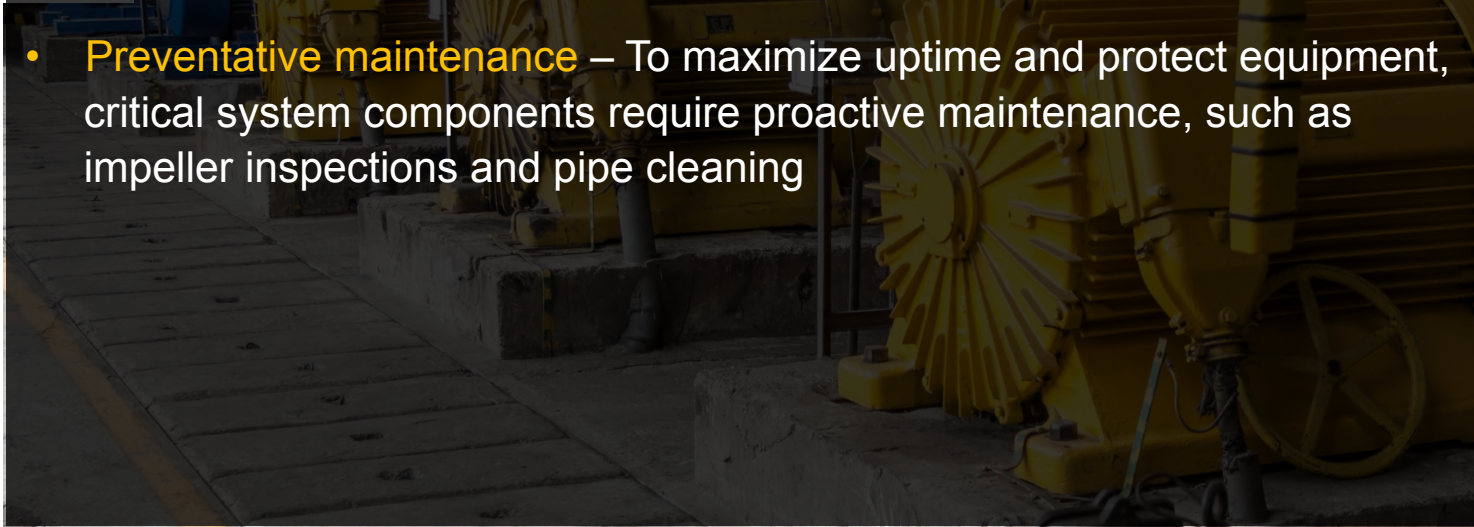 • Preventative maintenance – To maximize uptime and protect equipment,
critical system components require proactive maintenance, such as
impeller inspections and pipe cleaning